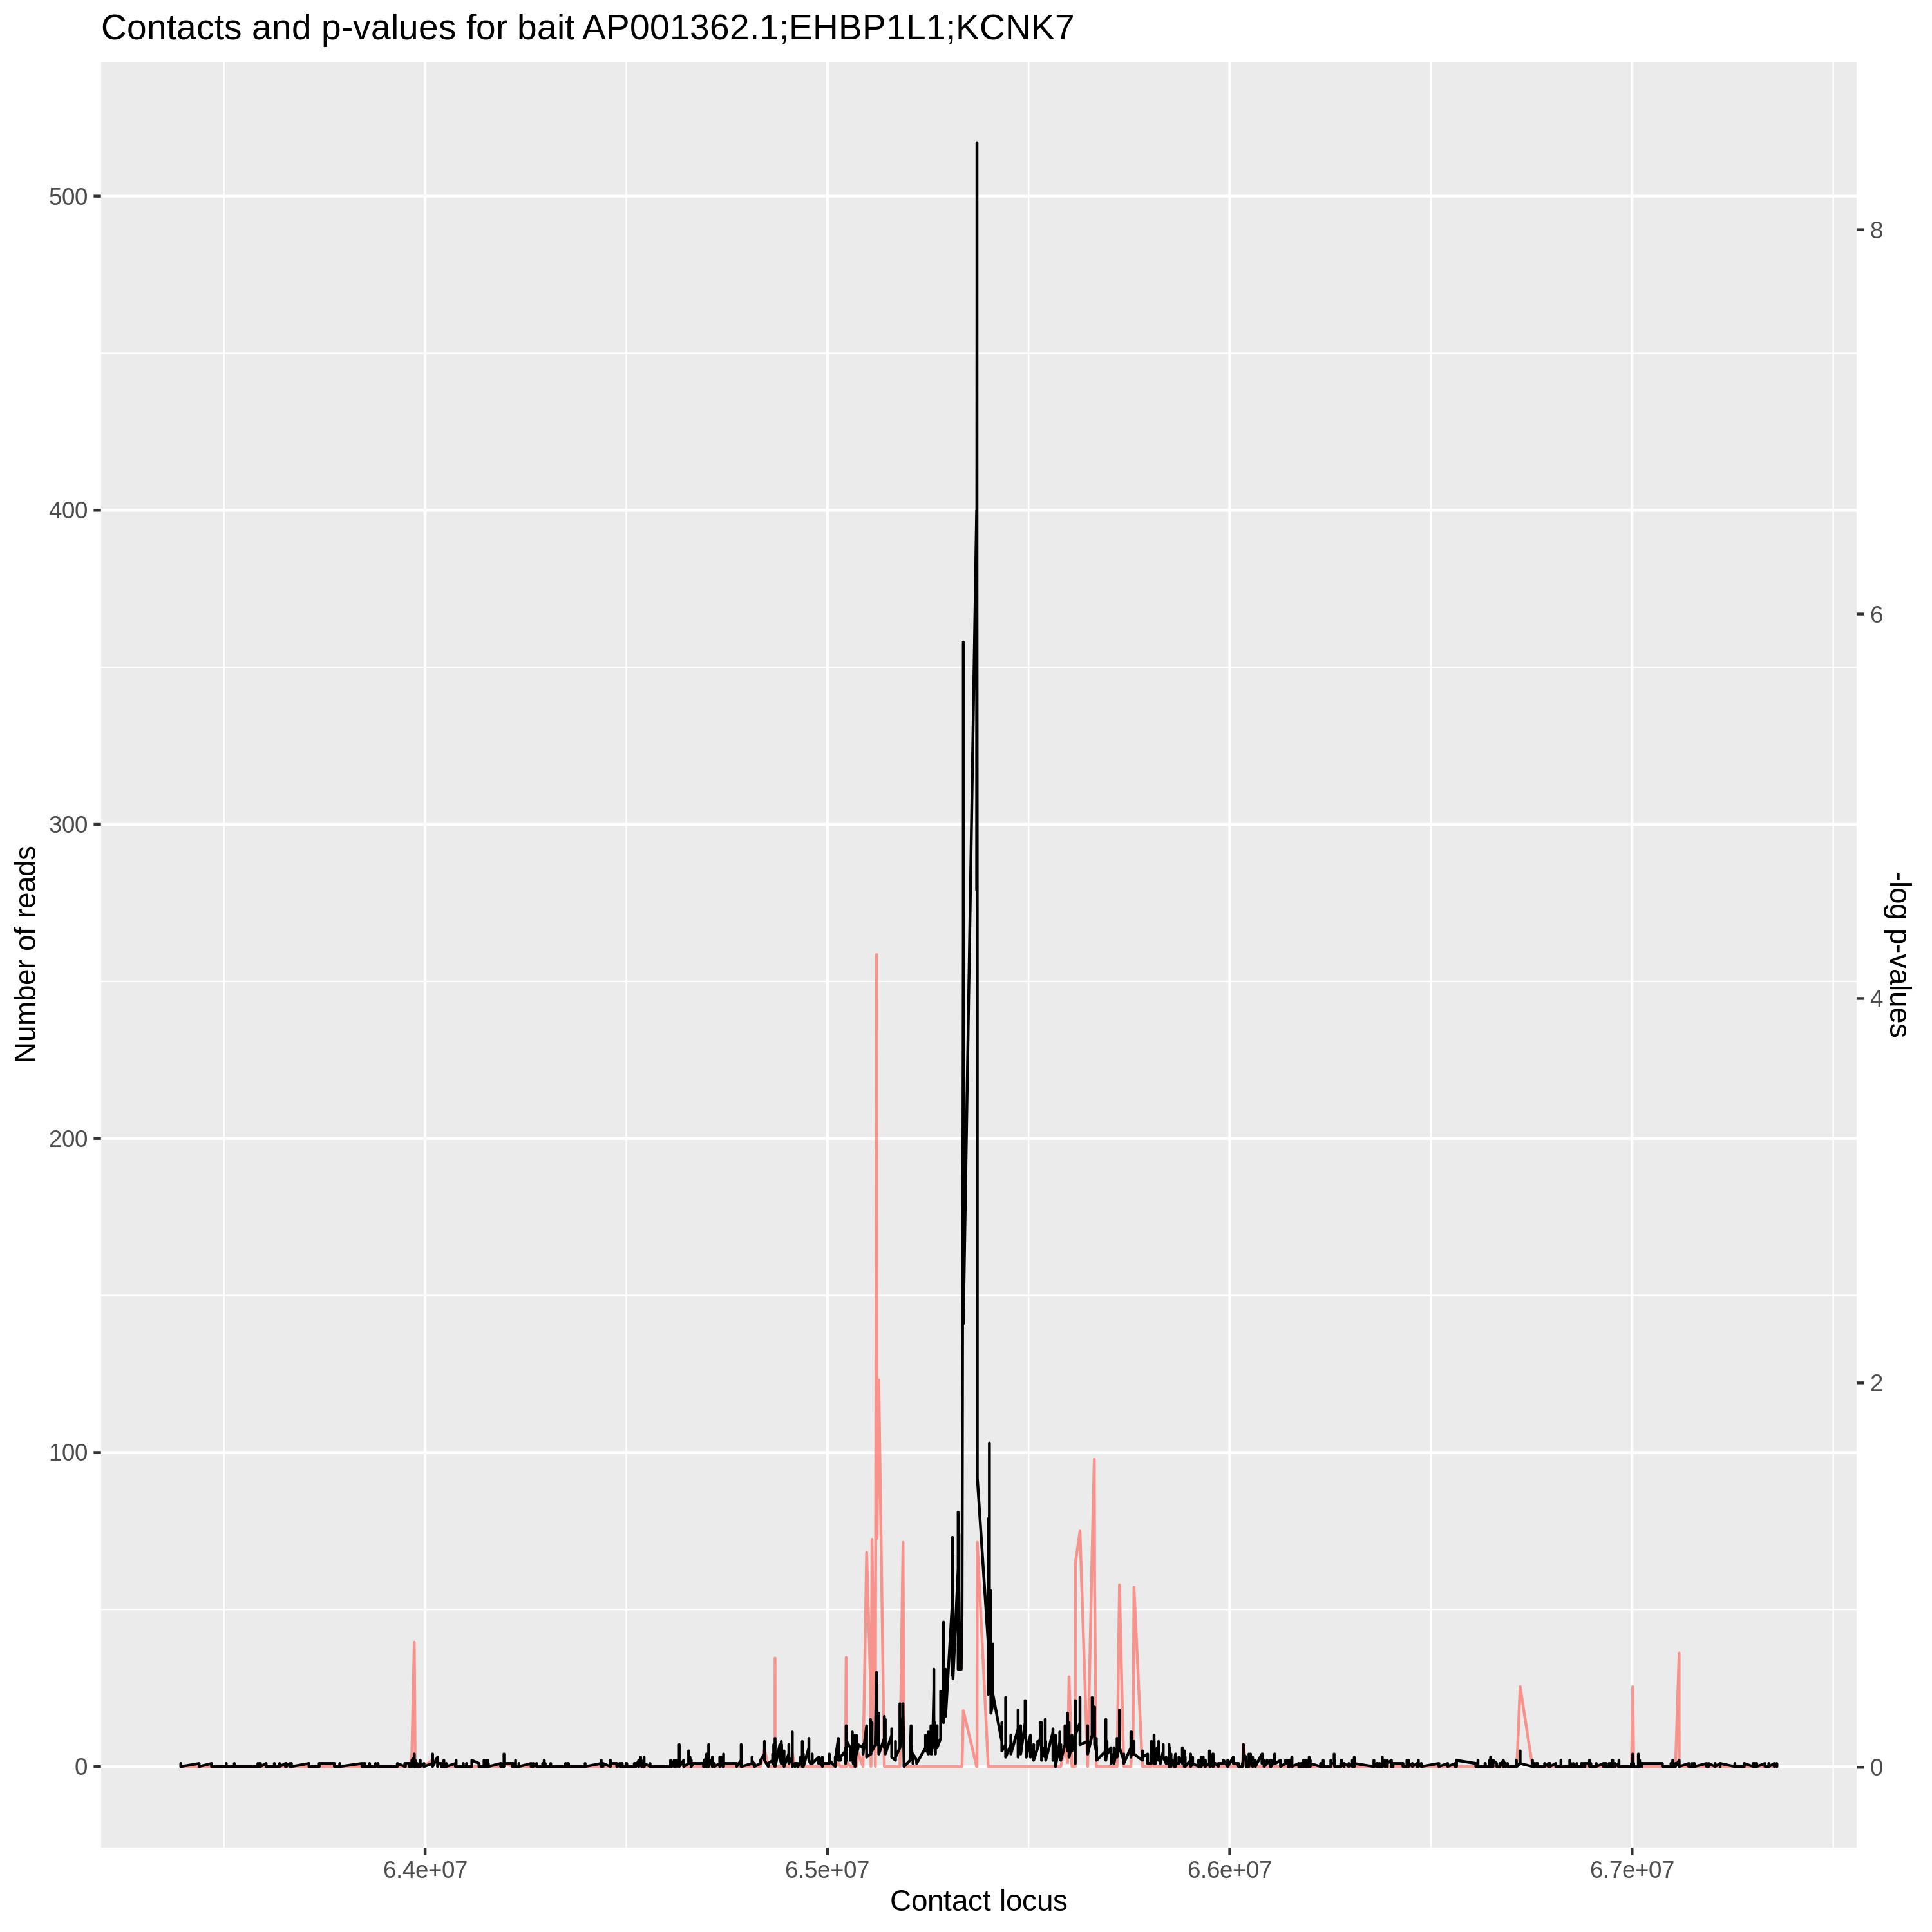 Contacts and p-values for bait AP001362.1;EHBP1L1;KCNK7
500
400
300
200
100
0
Number of reads
8
6
4
2
0
-log p-values
6.4e+07
6.5e+07
6.6e+07
6.7e+07
Contact locus